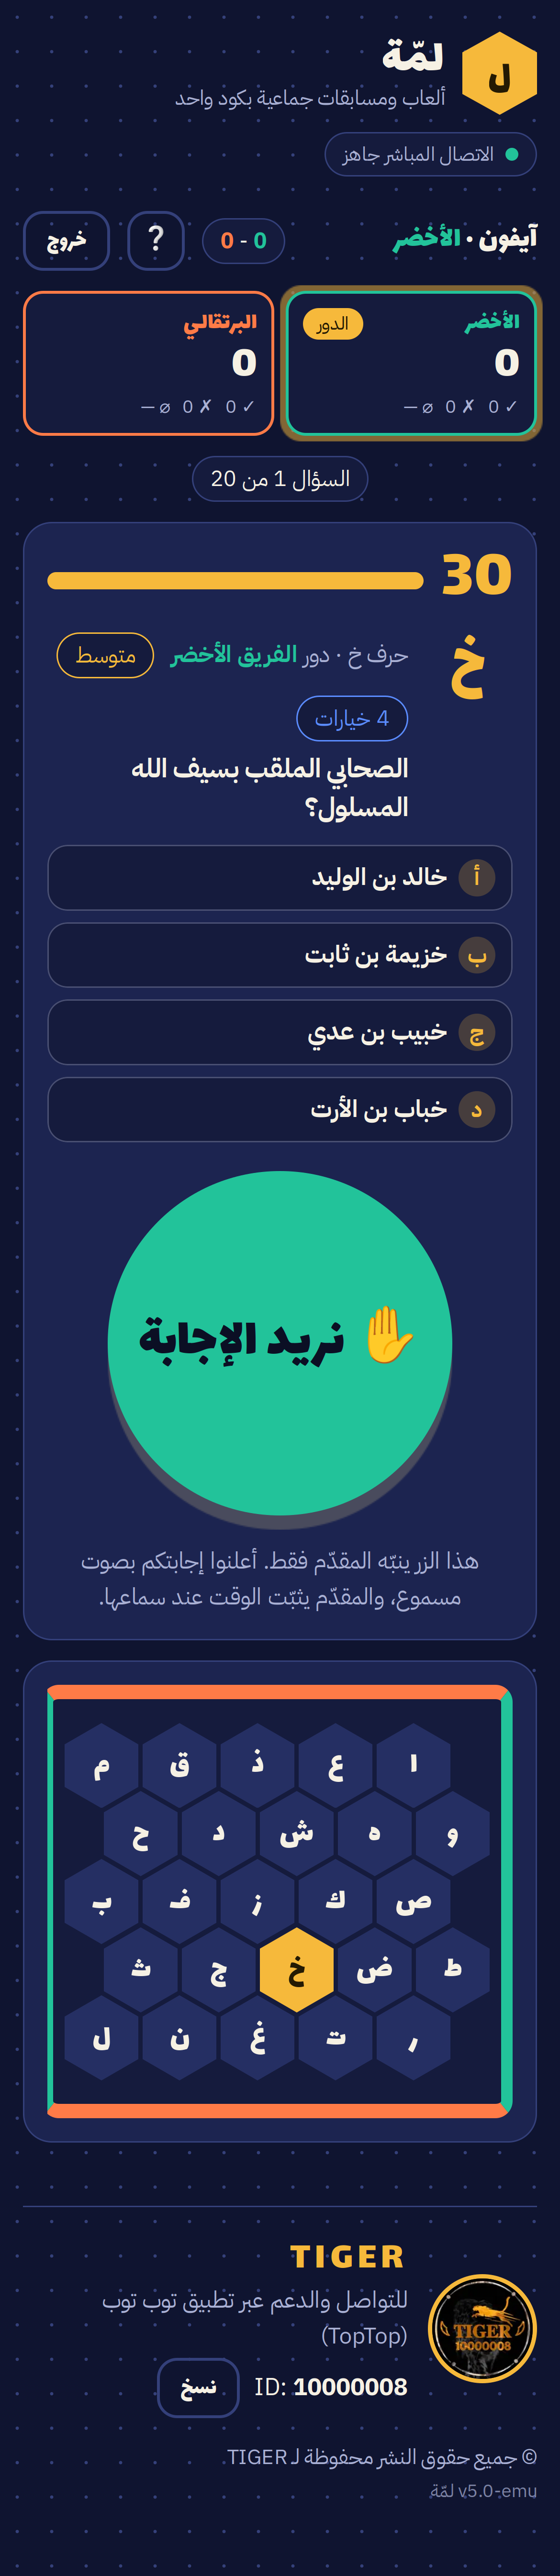 ل
لمّة
ألعاب ومسابقات جماعية بكود واحد
الاتصال المباشر جاهز
آيفون · الأخضر
0 - 0
?
خروج
الأخضر
الدور
0
✓ 0 ✗ 0 ⌀ —
البرتقالي
0
✓ 0 ✗ 0 ⌀ —
السؤال 1 من 20
30
خ
حرف خ · دور الفريق الأخضر
متوسط
4 خيارات
الصحابي الملقب بسيف الله
المسلول؟
أ خالد بن الوليد
ب خزيمة بن ثابت
ج خبيب بن عدي
د خباب بن الأرت
✋ نريد الإجابة
هذا الزر ينبّه المقدّم فقط. أعلنوا إجابتكم بصوت
مسموع، والمقدّم يثبّت الوقت عند سماعها.
ا ع ذ ق م
و ه ش د ح
ص ك ز ف ب
ط ض خ ج ث
ر ت غ ن ل
TIGER
للتواصل والدعم عبر تطبيق توب توب
(TopTop)
ID: 10000008
نسخ
TIGER
10000008
© جميع حقوق النشر محفوظة لـ TIGER.
لمّة v5.0-emu